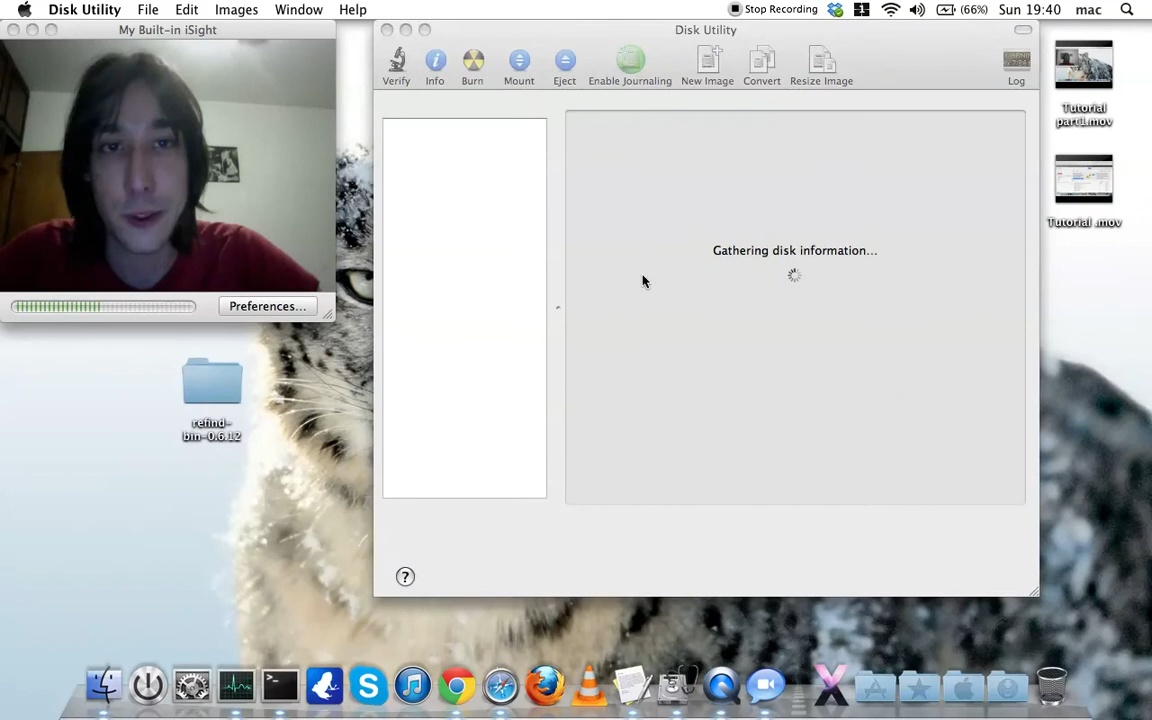 Disk Utility File Edit Images Window Help Stop Recording 1 (66%) Sun 19:40 mac
My Built-in iSight
Disk Utility
Verify Info Burn Mount Eject Enable Journaling New Image Convert Resize Image Log
Tutorial
part1.mov
Gathering disk information...
Tutorial .mov
Preferences...
refind-
bin-0.6.12
?